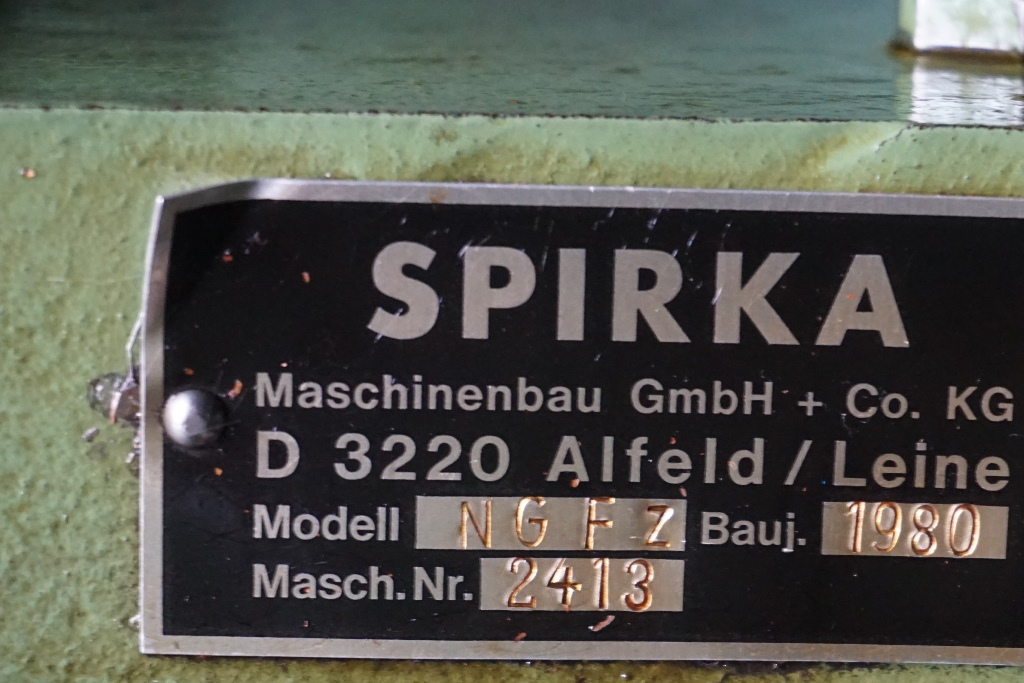 SPIRKA
Maschinenbau GmbH + Co. KG
D 3220 Alfeld / Leine
Modell NGFZ Bauj. 1980
Masch. Nr. 2413